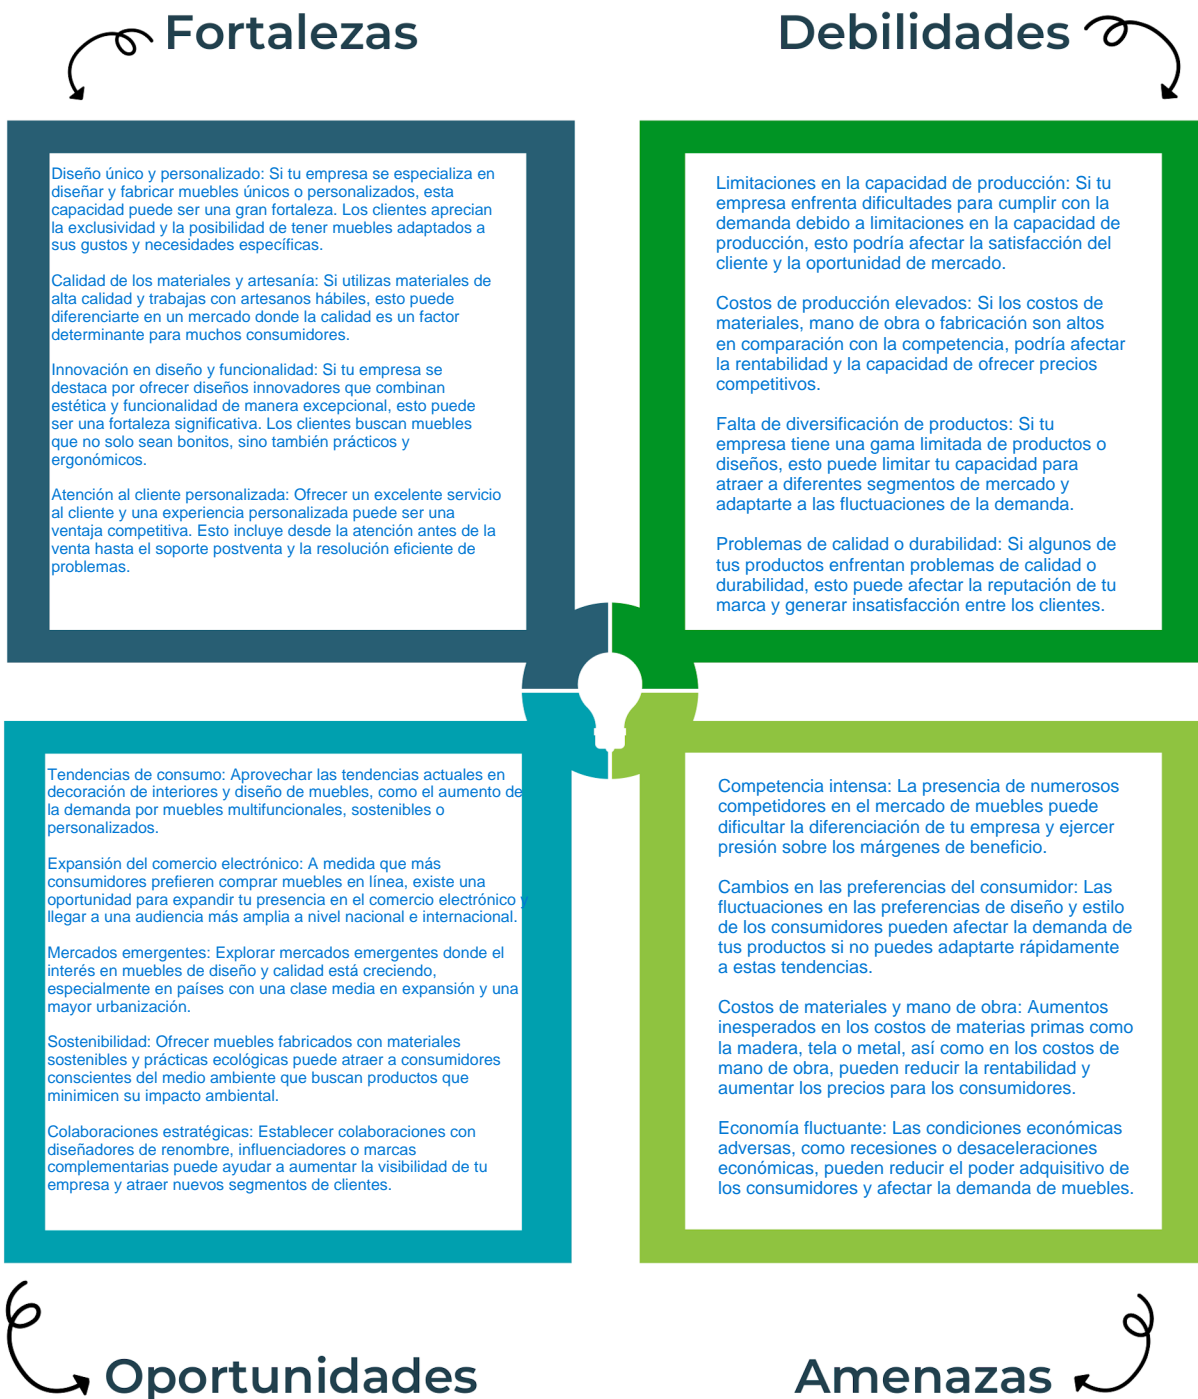 Fortalezas
Diseño único y personalizado: Si tu empresa se especializa en
diseñar y fabricar muebles únicos o personalizados, esta
capacidad puede ser una gran fortaleza. Los clientes aprecian
la exclusividad y la posibilidad de tener muebles adaptados a
sus gustos y necesidades específicas.
Calidad de los materiales y artesanía: Si utilizas materiales de
alta calidad y trabajas con artesanos hábiles, esto puede
diferenciarte en un mercado donde la calidad es un factor
determinante para muchos consumidores.
Innovación en diseño y funcionalidad: Si tu empresa se
destaca por ofrecer diseños innovadores que combinan
estética y funcionalidad de manera excepcional, esto puede
ser una fortaleza significativa. Los clientes buscan muebles
que no solo sean bonitos, sino también prácticos y
ergonómicos.
Atención al cliente personalizada: Ofrecer un excelente servicio
al cliente y una experiencia personalizada puede ser una
ventaja competitiva. Esto incluye desde la atención antes de la
venta hasta el soporte postventa y la resolución eficiente de
problemas.
Debilidades
Limitaciones en la capacidad de producción: Si tu
empresa enfrenta dificultades para cumplir con la
demanda debido a limitaciones en la capacidad de
producción, esto podría afectar la satisfacción del
cliente y la oportunidad de mercado.
Costos de producción elevados: Si los costos de
materiales, mano de obra o fabricación son altos
en comparación con la competencia, podría afectar
la rentabilidad y la capacidad de ofrecer precios
competitivos.
Falta de diversificación de productos: Si tu
empresa tiene una gama limitada de productos o
diseños, esto puede limitar tu capacidad para
atraer a diferentes segmentos de mercado y
adaptarte a las fluctuaciones de la demanda.
Problemas de calidad o durabilidad: Si algunos de
tus productos enfrentan problemas de calidad o
durabilidad, esto puede afectar la reputación de tu
marca y generar insatisfacción entre los clientes.
Tendencias de consumo: Aprovechar las tendencias actuales en
decoración de interiores y diseño de muebles, como el aumento de
la demanda por muebles multifuncionales, sostenibles o
personalizados.
Expansión del comercio electrónico: A medida que más
consumidores prefieren comprar muebles en línea, existe una
oportunidad para expandir tu presencia en el comercio electrónico y
llegar a una audiencia más amplia a nivel nacional e internacional.
Mercados emergentes: Explorar mercados emergentes donde el
interés en muebles de diseño y calidad está creciendo,
especialmente en países con una clase media en expansión y una
mayor urbanización.
Sostenibilidad: Ofrecer muebles fabricados con materiales
sostenibles y prácticas ecológicas puede atraer a consumidores
conscientes del medio ambiente que buscan productos que
minimicen su impacto ambiental.
Colaboraciones estratégicas: Establecer colaboraciones con
diseñadores de renombre, influenciadores o marcas
complementarias puede ayudar a aumentar la visibilidad de tu
empresa y atraer nuevos segmentos de clientes.
Oportunidades
Competencia intensa: La presencia de numerosos
competidores en el mercado de muebles puede
dificultar la diferenciación de tu empresa y ejercer
presión sobre los márgenes de beneficio.
Cambios en las preferencias del consumidor: Las
fluctuaciones en las preferencias de diseño y estilo
de los consumidores pueden afectar la demanda de
tus productos si no puedes adaptarte rápidamente
a estas tendencias.
Costos de materiales y mano de obra: Aumentos
inesperados en los costos de materias primas como
la madera, tela o metal, así como en los costos de
mano de obra, pueden reducir la rentabilidad y
aumentar los precios para los consumidores.
Economía fluctuante: Las condiciones económicas
adversas, como recesiones o desaceleraciones
económicas, pueden reducir el poder adquisitivo de
los consumidores y afectar la demanda de muebles.
Amenazas